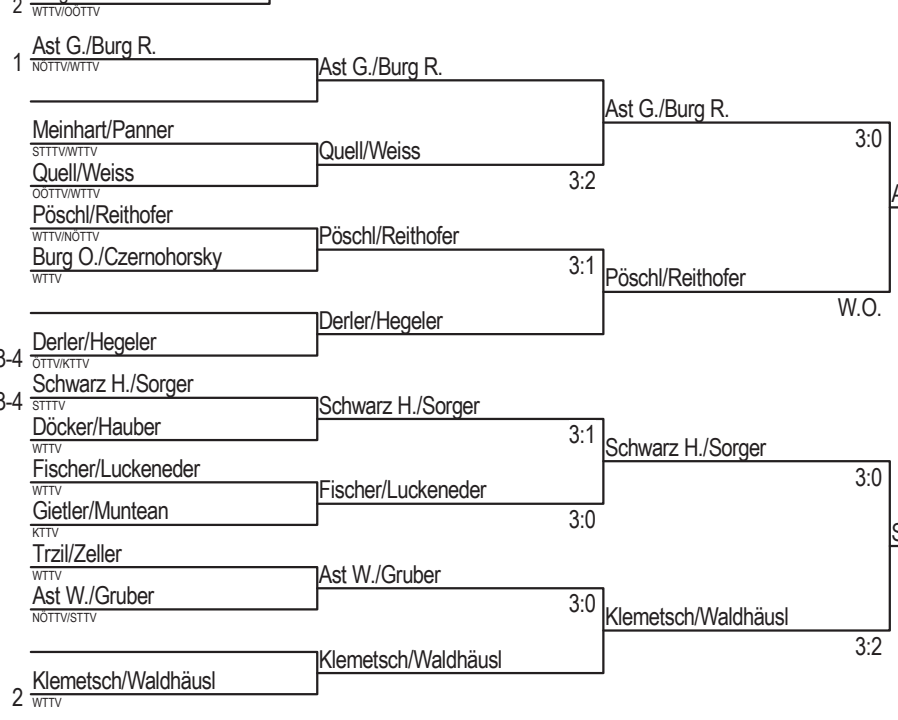 2 WTTV/OÖTTV
1 Ast G./Burg R.
NÖTTV/WTTV
Ast G./Burg R.
Ast G./Burg R.
3:0
Meinhart/Panner
STTTV/WTTV
Quell/Weiss
3:2
Quell/Weiss
OÖTTV/WTTV
Pöschl/Reithofer
WTTV/NÖTTV
Pöschl/Reithofer
3:1
Burg O./Czernohorsky
WTTV
Pöschl/Reithofer
W.O.
Derler/Hegeler
3-4 Derler/Hegeler
ÖTTV/KTTV
3-4 Schwarz H./Sorger
STTTV
Schwarz H./Sorger
3:1
Döcker/Hauber
WTTV
Schwarz H./Sorger
3:0
Fischer/Luckeneder
WTTV
Fischer/Luckeneder
3:0
Gietler/Muntean
KTTV
Trzil/Zeller
WTTV
Ast W./Gruber
3:0
Ast W./Gruber
NÖTTV/STTV
Klemetsch/Waldhäusl
3:2
Klemetsch/Waldhäusl
2 Klemetsch/Waldhäusl
WTTV